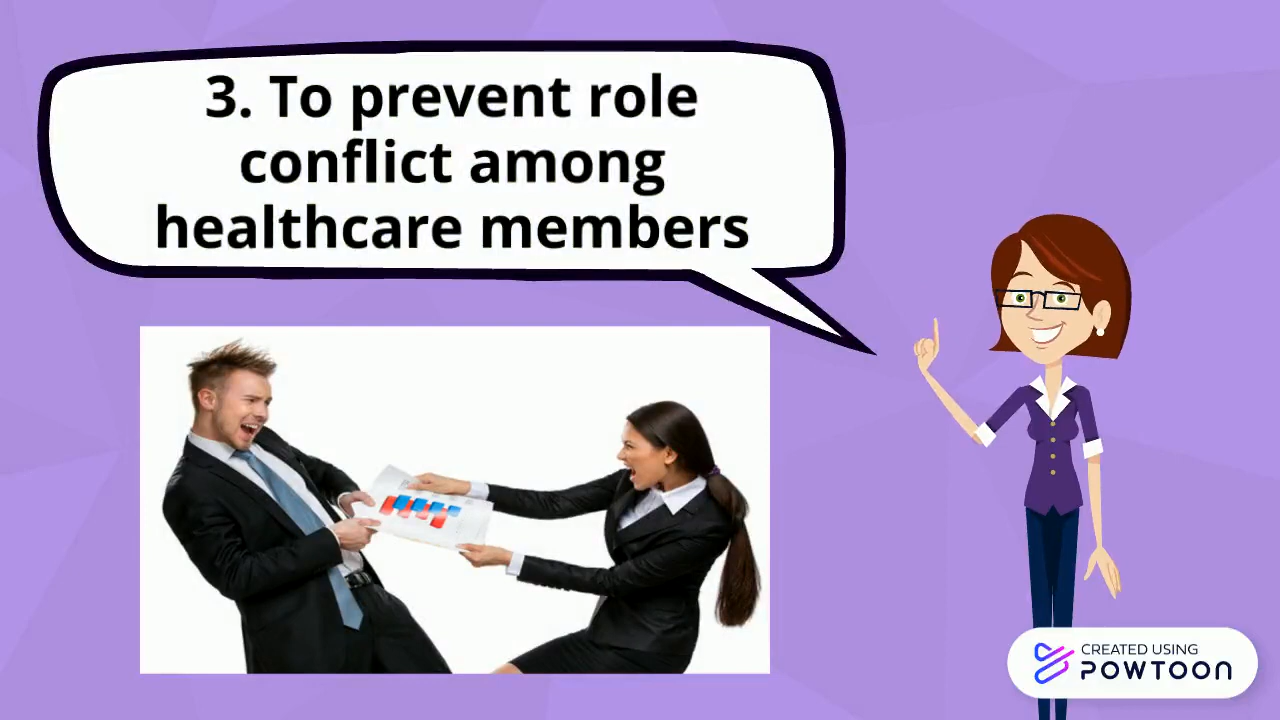 3. To prevent role
conflict among
healthcare members
CREATED USING
POWTOON